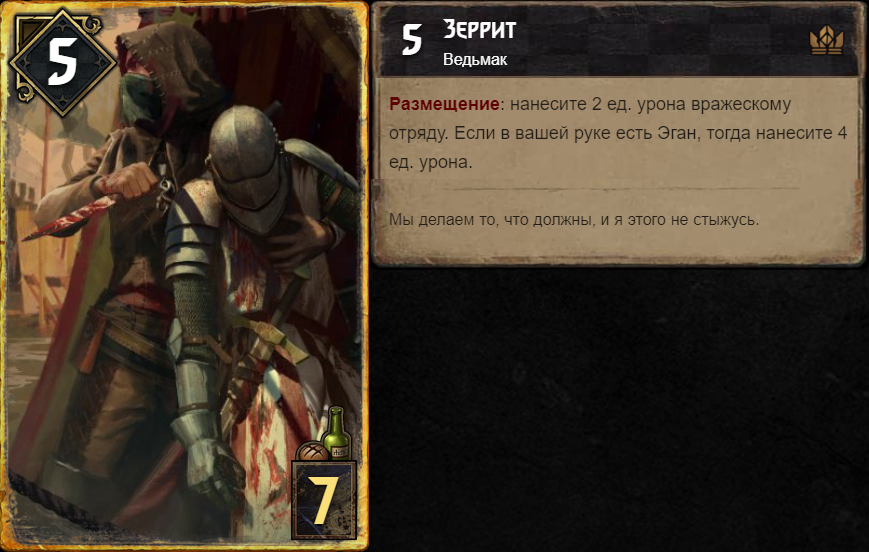 5
5
Зеррит
Ведьмак
Размещение: нанесите 2 ед. урона вражескому
отряду. Если в вашей руке есть Эган, тогда нанесите 4
ед. урона.
Мы делаем то, что должны, и я этого не стыжусь.
7